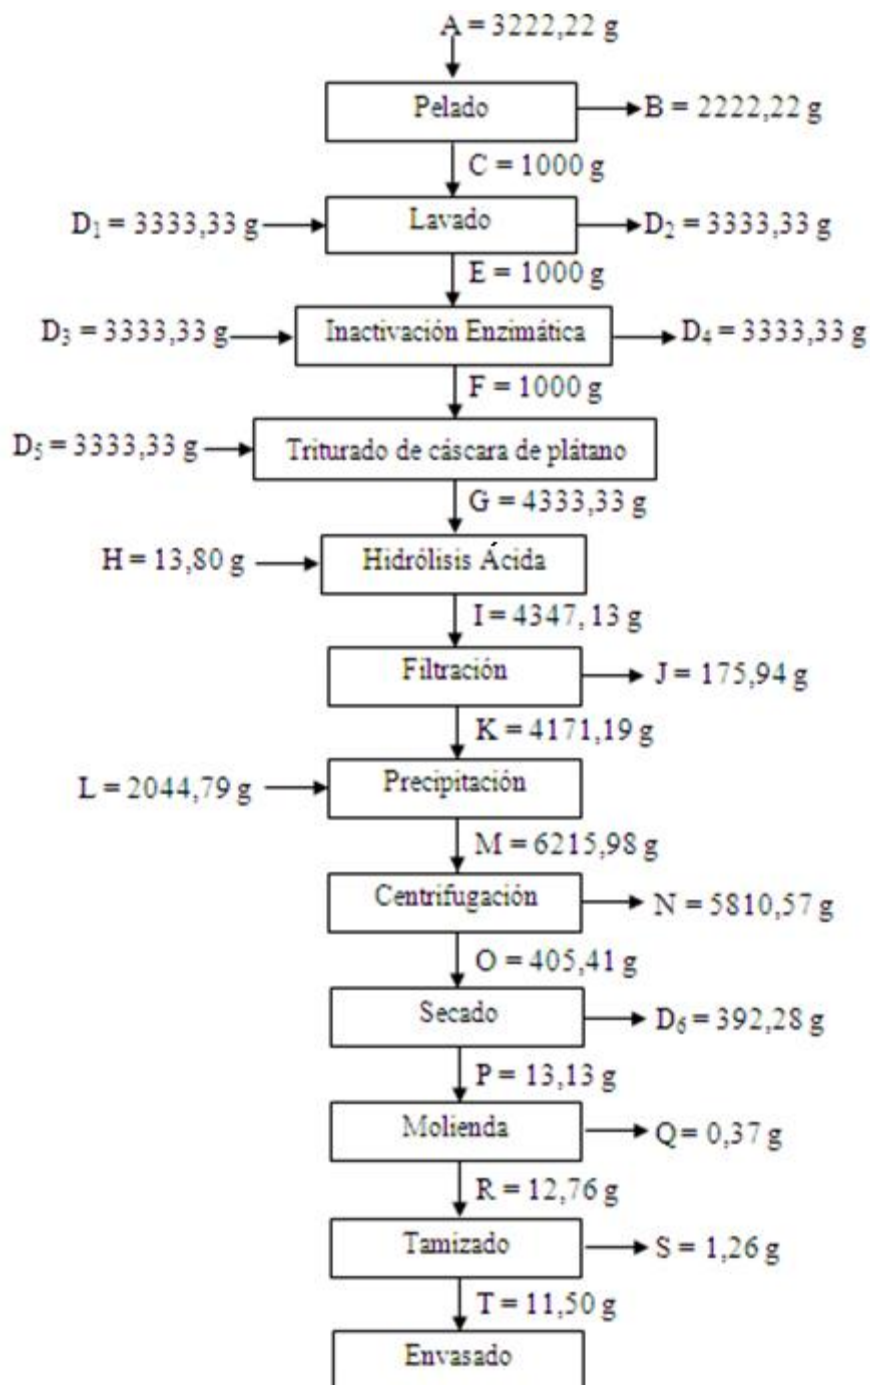 A = 3222,22 g
Pelado
B = 2222,22 g
C = 1000 g
D₁ = 3333,33 g
Lavado
D₂ = 3333,33 g
E = 1000 g
D₃ = 3333,33 g
Inactivación Enzimática
D₄ = 3333,33 g
F = 1000 g
D₅ = 3333,33 g
Triturado de cáscara de plátano
G = 4333,33 g
H = 13,80 g
Hidrólisis Ácida
I = 4347, 13 g
Filtración
J = 175,94 g
K = 4171,19 g
L = 2044,79 g
Precipitación
M = 6215,98 g
Centrifugación
N = 5810,57 g
O = 405,41 g
Secado
D₆ = 392,28 g
P = 13,13 g
Molienda
Q = 0,37 g
R = 12,76 g
Tamizado
S = 1,26 g
T = 11,50 g
Envasado